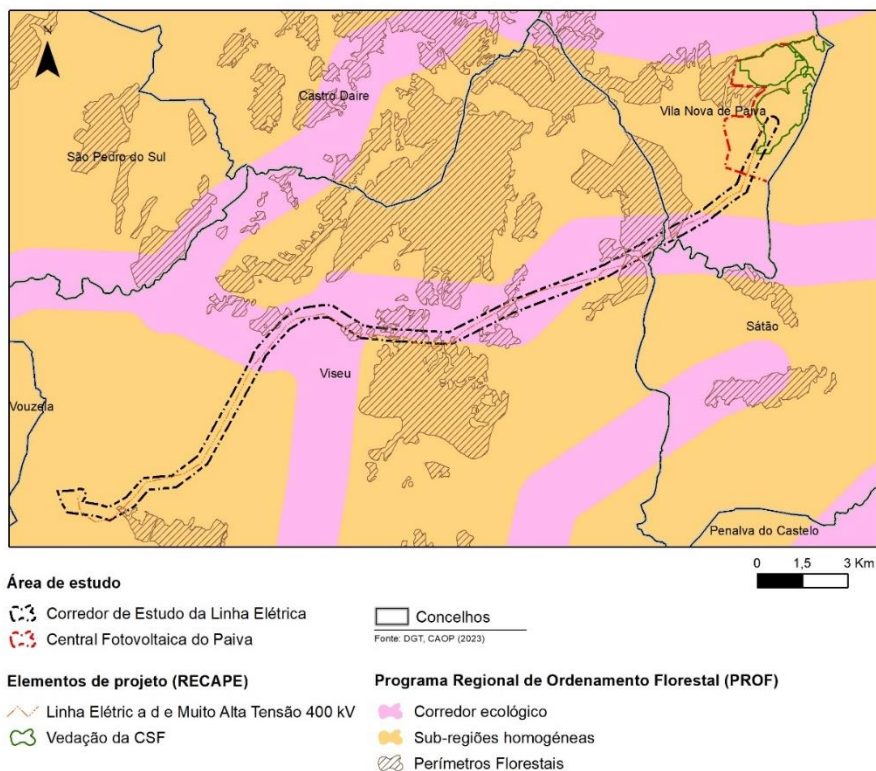 N
Castro Daire
Vila Nova de Paiva
São Pedro do Sul
Sátão
Viseu
Vouzela
Penalva do Castelo
0 1,5 3 Km
Área de estudo
Corredor de Estudo da Linha Elétrica
Central Fotovoltaica do Paiva
Concelhos
Fonte: DGT, CAOP (2023)
Elementos de projeto (RECAPE)
Linha Elétric a d e Muito Alta Tensão 400 kV
Vedação da CSF
Programa Regional de Ordenamento Florestal (PROF)
Corredor ecológico
Sub-regiões homogéneas
Perímetros Florestais